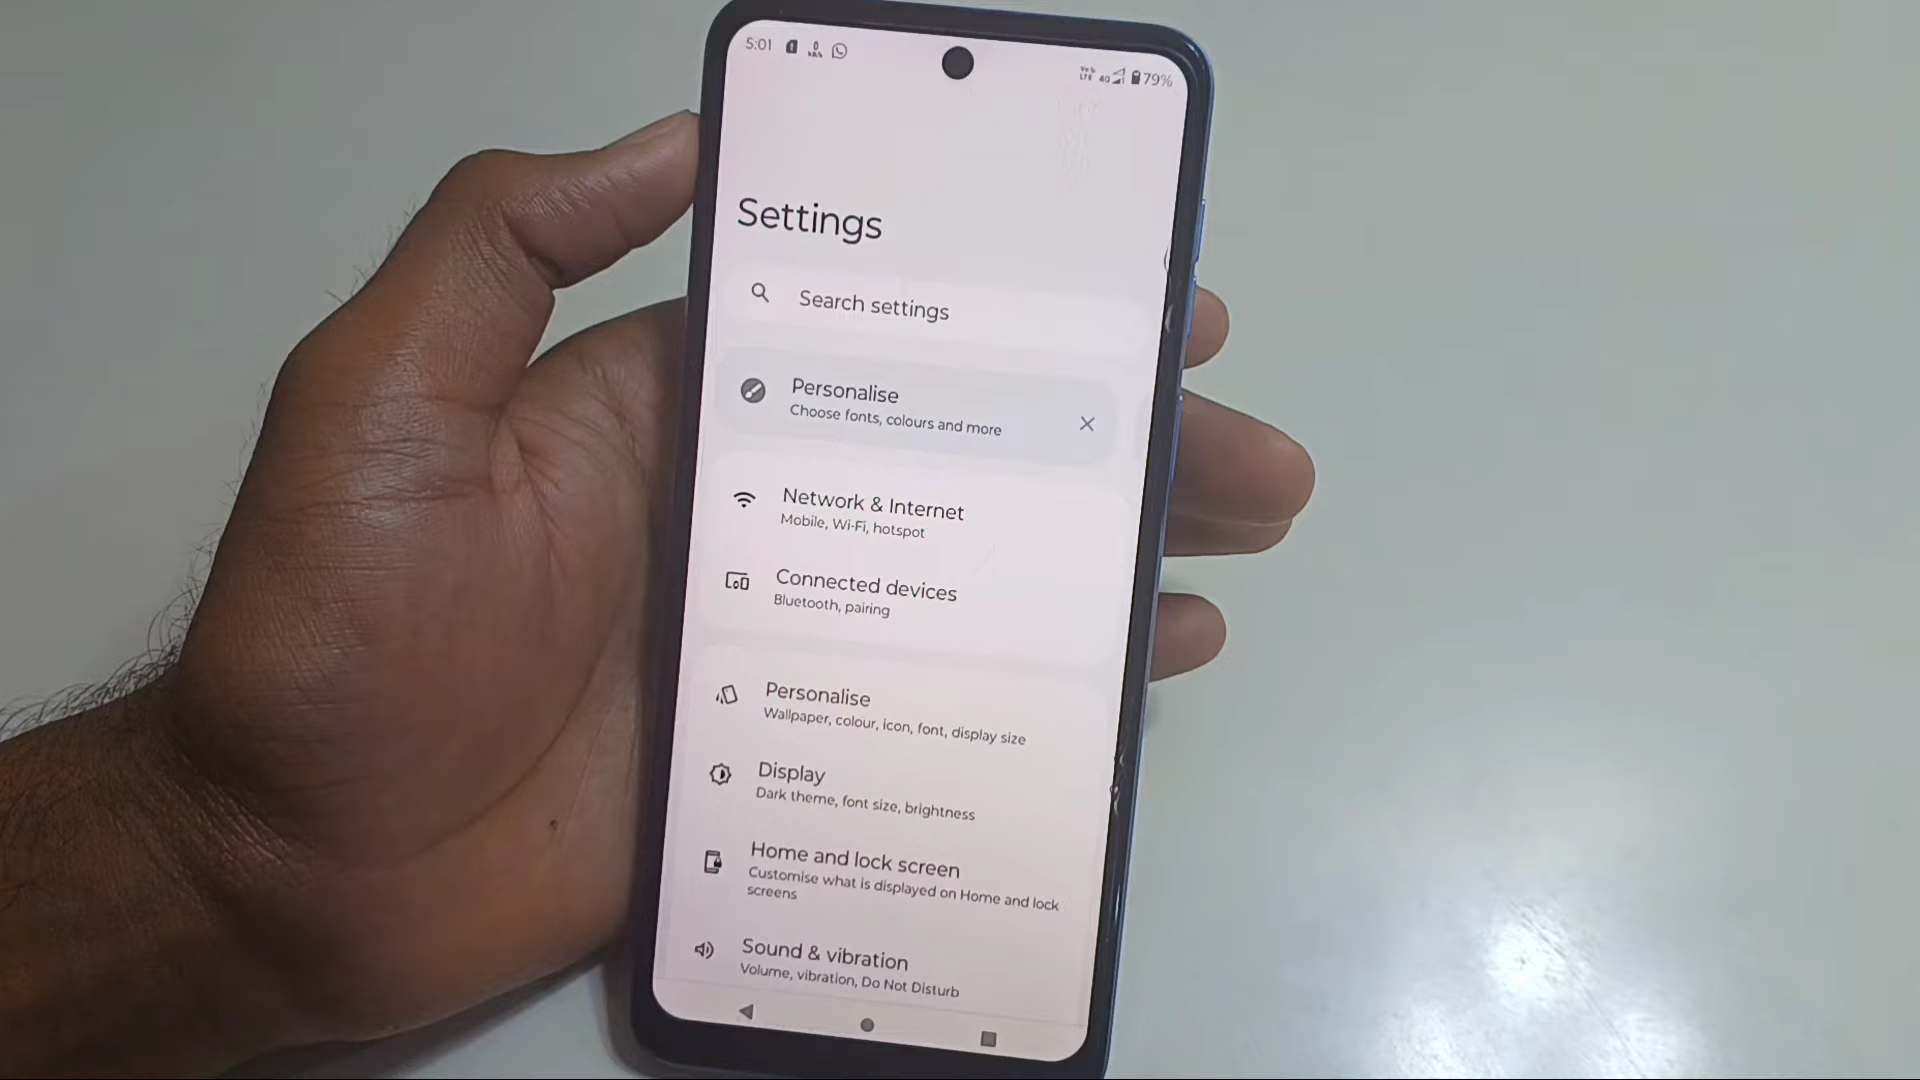 5:01
4G 79%
Settings
Search settings
Personalise
Choose fonts, colours and more
Network & Internet
Mobile, Wi-Fi, hotspot
Connected devices
Bluetooth, pairing
Personalise
Wallpaper, colour, icon, font, display size
Display
Dark theme, font size, brightness
Home and lock screen
Customise what is displayed on Home and lock
screens
Sound & vibration
Volume, vibration, Do Not Disturb